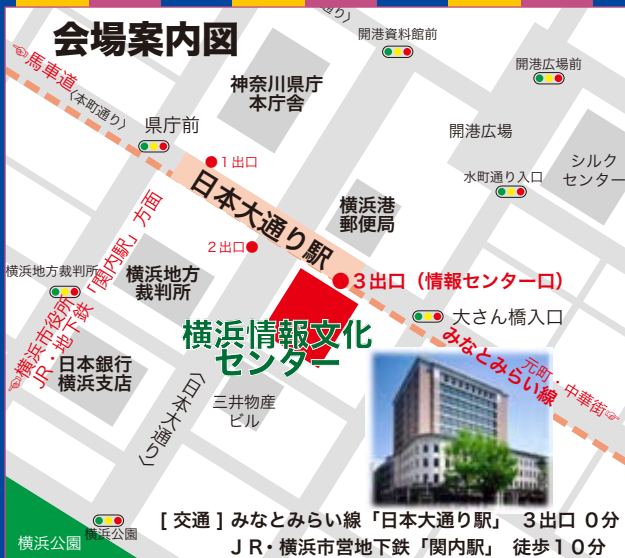 会場案内図
通り〉
開港資料館前
開港広場前
神奈川県庁
本庁舎
☜馬車道
〈本町通り〉
県庁前
開港広場
シルク
センター
水町通り入口
1出口
日本大通り駅
横浜港
郵便局
2出口
3出口（情報センター口）
横浜地方裁判所
横浜地方
裁判所
大さん橋入口
横浜情報文化
センター
みなとみらい線
元町・中華街☞
☜横浜市役所
JR・地下鉄「関内駅」方面
日本銀行
横浜支店
三井物産
ビル
〈日本大通り〉
横浜公園
横浜公園
[ 交通 ] みなとみらい線「日本大通り駅」 3出口 0分
JR・横浜市営地下鉄「関内駅」 徒歩10分